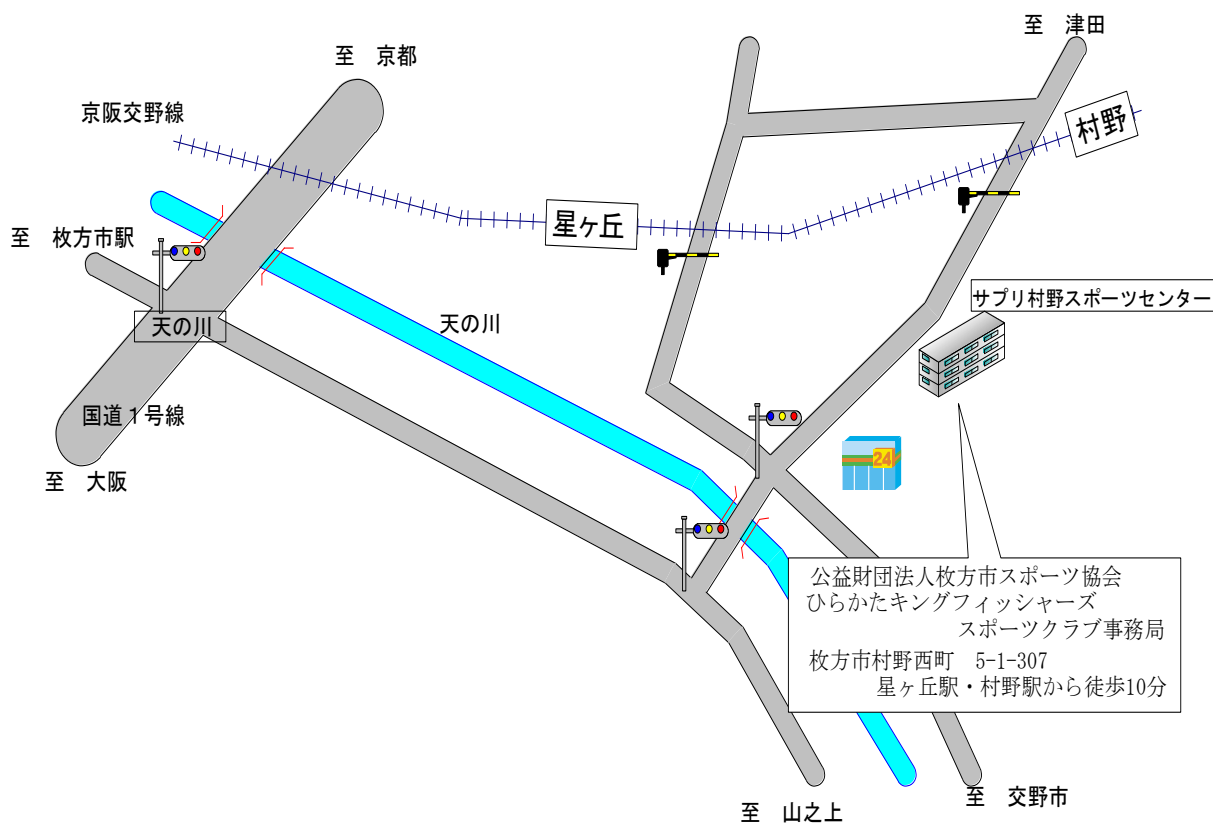 至　津田
至　京都
京阪交野線
村野
星ヶ丘
至　枚方市駅
サプリ村野スポーツセンター
天の川
天の川
国道１号線
24
至　大阪
公益財団法人枚方市スポーツ協会
ひらかたキングフィッシャーズ
スポーツクラブ事務局
枚方市村野西町　5-1-307
星ヶ丘駅・村野駅から徒歩10分
至　交野市
至　山之上